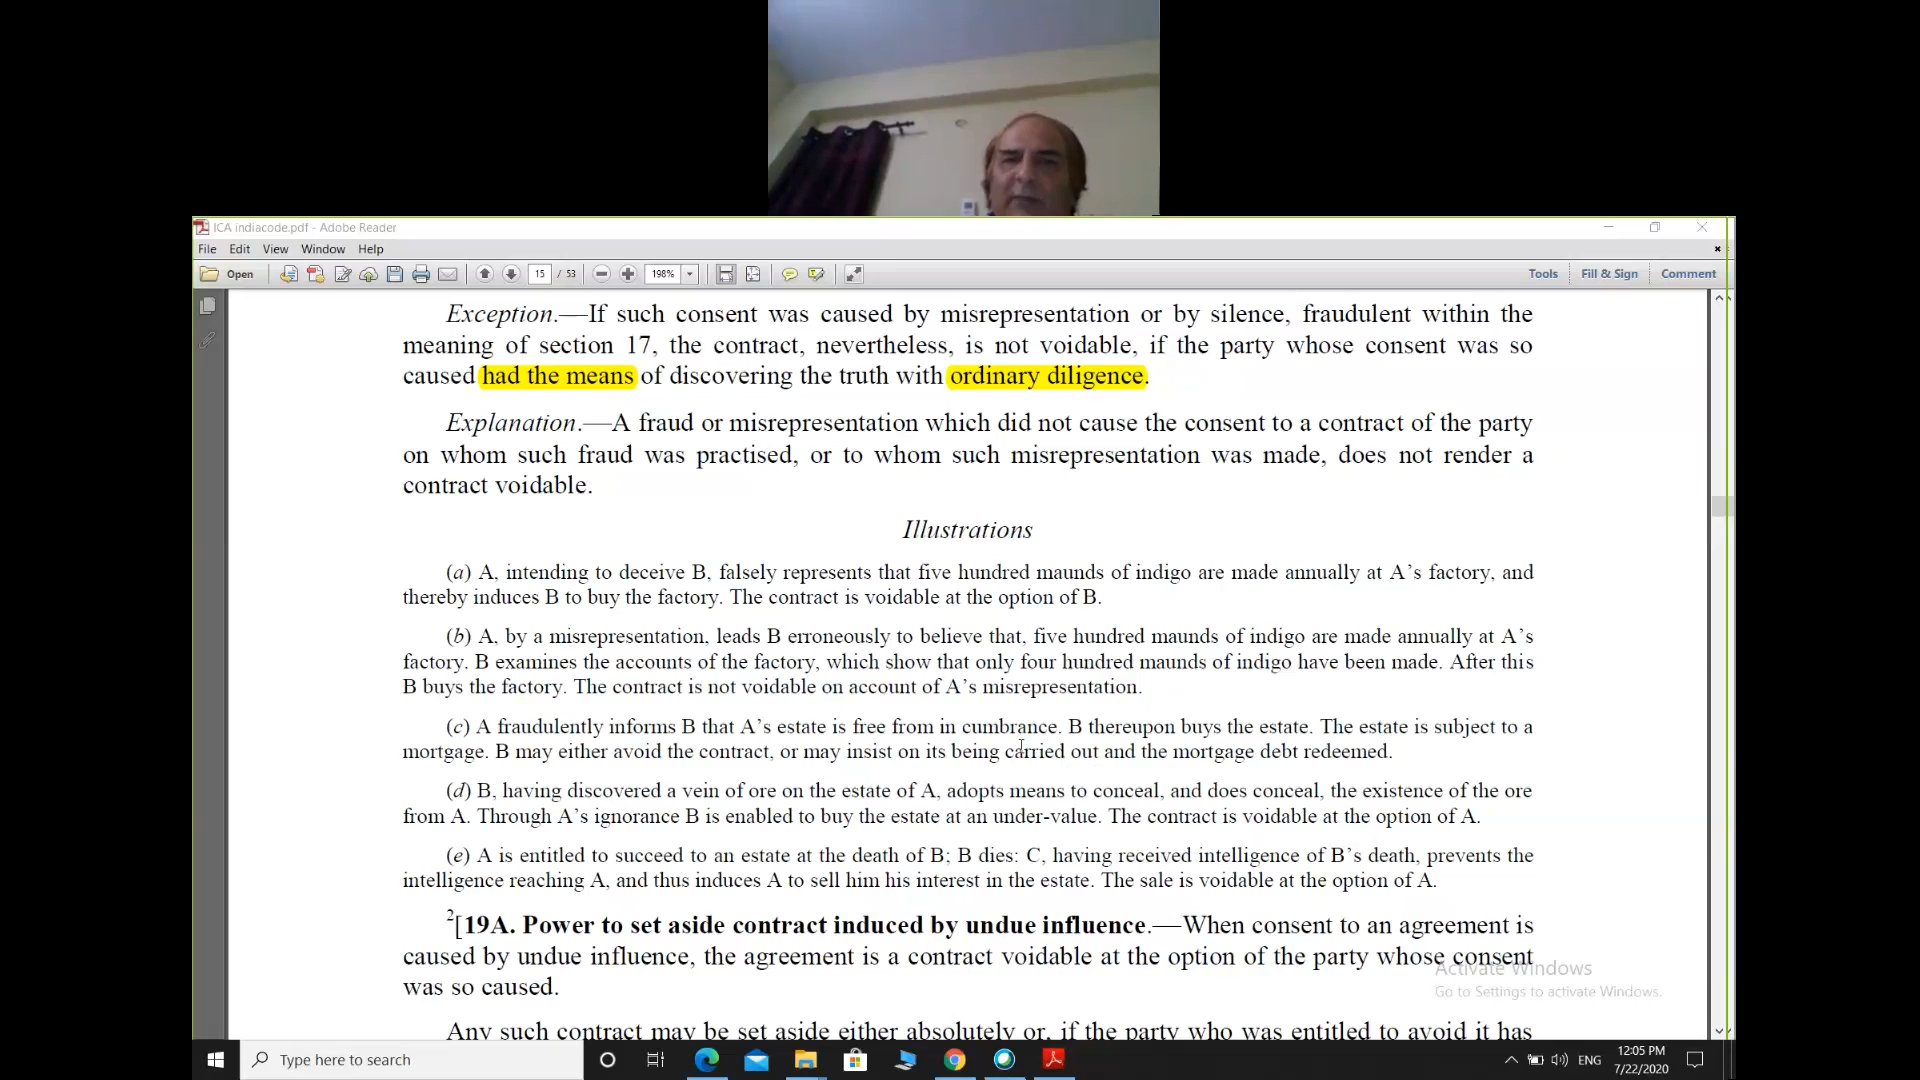 ICA indiacode.pdf - Adobe Reader
File Edit View Window Help
Open 15 / 53 198% Tools Fill & Sign Comment
Exception.—If such consent was caused by misrepresentation or by silence, fraudulent within the
meaning of section 17, the contract, nevertheless, is not voidable, if the party whose consent was so
caused had the means of discovering the truth with ordinary diligence.
Explanation.—A fraud or misrepresentation which did not cause the consent to a contract of the party
on whom such fraud was practised, or to whom such misrepresentation was made, does not render a
contract voidable.
Illustrations
(a) A, intending to deceive B, falsely represents that five hundred maunds of indigo are made annually at A's factory, and
thereby induces B to buy the factory. The contract is voidable at the option of B.
(b) A, by a misrepresentation, leads B erroneously to believe that, five hundred maunds of indigo are made annually at A's
factory. B examines the accounts of the factory, which show that only four hundred maunds of indigo have been made. After this
B buys the factory. The contract is not voidable on account of A's misrepresentation.
(c) A fraudulently informs B that A's estate is free from in cumbrance. B thereupon buys the estate. The estate is subject to a
mortgage. B may either avoid the contract, or may insist on its being carried out and the mortgage debt redeemed.
(d) B, having discovered a vein of ore on the estate of A, adopts means to conceal, and does conceal, the existence of the ore
from A. Through A's ignorance B is enabled to buy the estate at an under-value. The contract is voidable at the option of A.
(e) A is entitled to succeed to an estate at the death of B; B dies: C, having received intelligence of B's death, prevents the
intelligence reaching A, and thus induces A to sell him his interest in the estate. The sale is voidable at the option of A.
2[19A. Power to set aside contract induced by undue influence.—When consent to an agreement is
caused by undue influence, the agreement is a contract voidable at the option of the party whose consent
was so caused.
Activate Windows
Go to Settings to activate Windows.
Any such contract may be set aside either absolutely or, if the party who was entitled to avoid it has
Type here to search
ENG
12:05 PM
7/22/2020